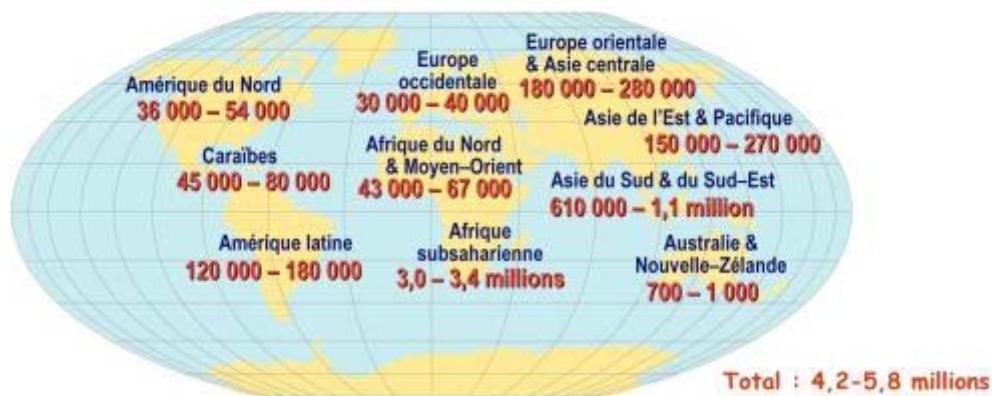 Amérique du Nord
36 000 – 54 000
Europe
occidentale
30 000 – 40 000
Europe orientale
& Asie centrale
180 000 – 280 000
Caraïbes
45 000 – 80 000
Afrique du Nord
& Moyen–Orient
43 000 – 67 000
Asie de l'Est & Pacifique
150 000 – 270 000
Asie du Sud & du Sud–Est
610 000 – 1,1 million
Amérique latine
120 000 – 180 000
Afrique
subsaharienne
3,0 – 3,4 millions
Australie &
Nouvelle–Zélande
700 – 1 000
Total : 4,2-5,8 millions